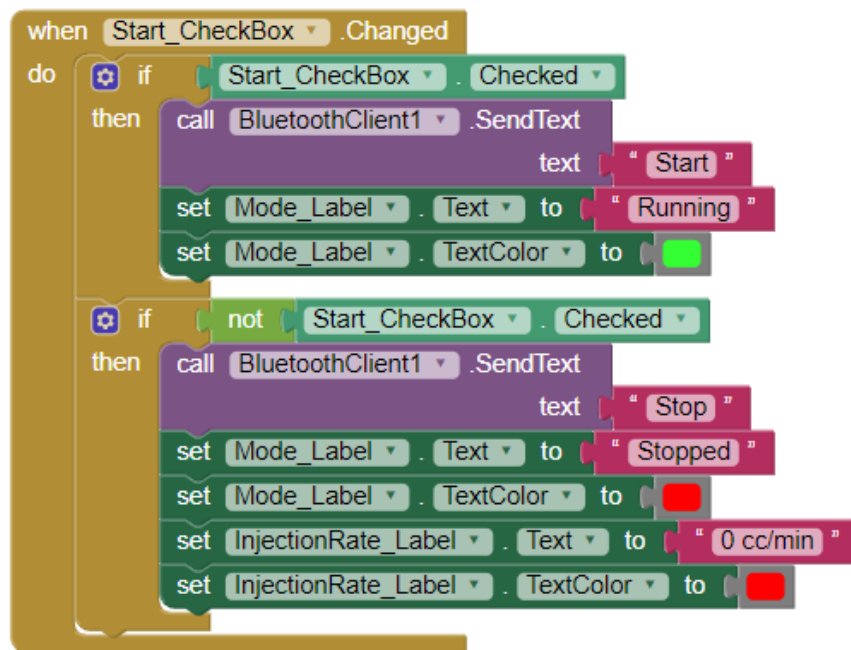 when Start_CheckBox .Changed
do if Start_CheckBox . Checked
then call BluetoothClient1 .SendText
text " Start "
set Mode_Label . Text to " Running "
set Mode_Label . TextColor to
if not Start_CheckBox . Checked
then call BluetoothClient1 .SendText
text " Stop "
set Mode_Label . Text to " Stopped "
set Mode_Label . TextColor to
set InjectionRate_Label . Text to " 0 cc/min "
set InjectionRate_Label . TextColor to